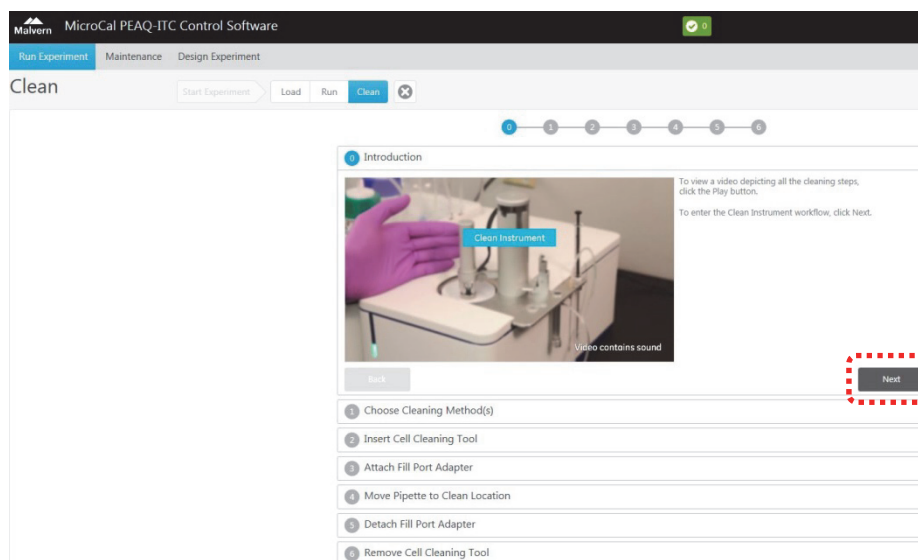 Malvern MicroCal PEAQ-ITC Control Software 0
Run Experiment Maintenance Design Experiment
Clean Start Experiment Load Run Clean
0 1 2 3 4 5 6
0 Introduction
Clean Instrument
Video contains sound
To view a video depicting all the cleaning steps,
click the Play button.
To enter the Clean Instrument workflow, click Next.
Back Next
1 Choose Cleaning Method(s)
2 Insert Cell Cleaning Tool
3 Attach Fill Port Adapter
4 Move Pipette to Clean Location
5 Detach Fill Port Adapter
6 Remove Cell Cleaning Tool